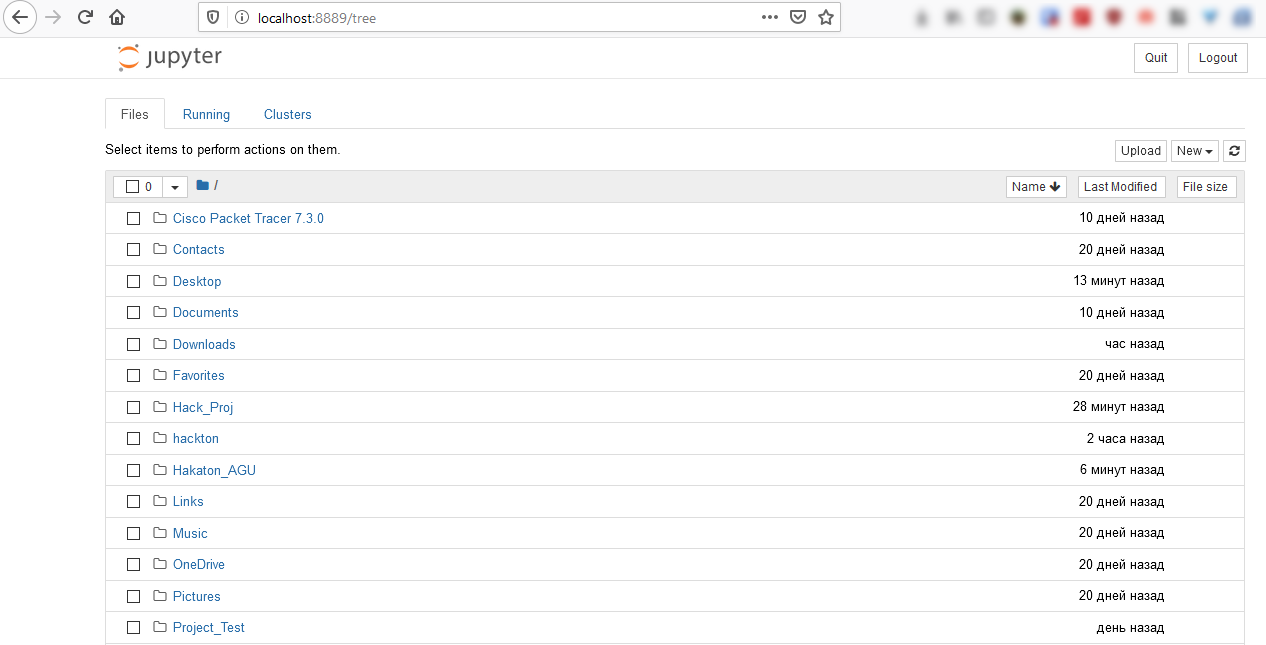 localhost:8889/tree
jupyter
Quit Logout
Files Running Clusters
Select items to perform actions on them.
Upload New
0 / Name Last Modified File size
Cisco Packet Tracer 7.3.0 10 дней назад
Contacts 20 дней назад
Desktop 13 минут назад
Documents 10 дней назад
Downloads час назад
Favorites 20 дней назад
Hack_Proj 28 минут назад
hackton 2 часа назад
Hakaton_AGU 6 минут назад
Links 20 дней назад
Music 20 дней назад
OneDrive 20 дней назад
Pictures 20 дней назад
Project_Test день назад